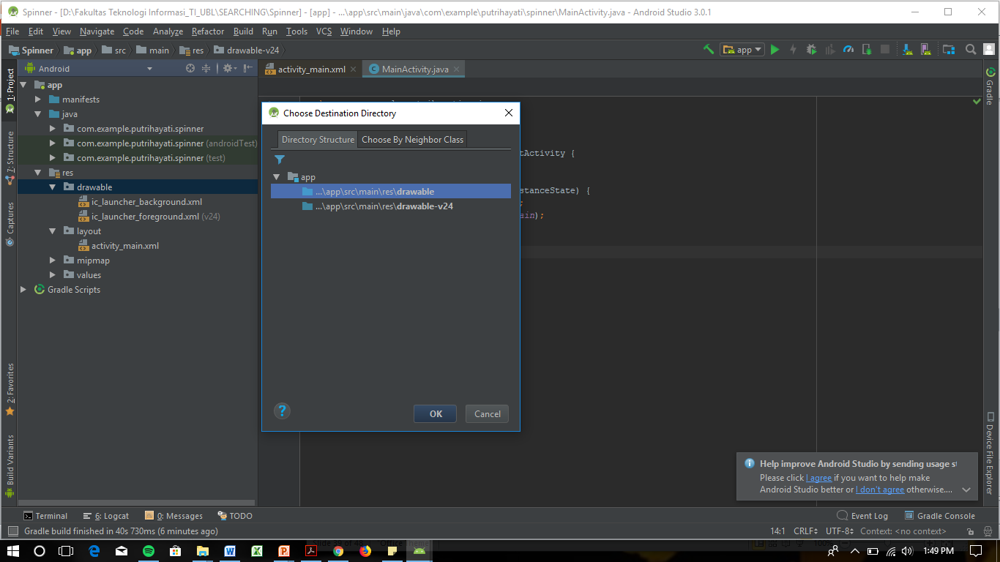 Spinner - [D:\Fakultas Teknologi Informasi_TI_UBL\SEARCHING\Spinner] - [app] - ...\app\src\main\java\com\example\putrihayati\spinner\MainActivity.java - Android Studio 3.0.1
File Edit View Navigate Code Analyze Refactor Build Run Tools VCS Window Help
Spinner app src main res drawable-v24
app
1: Project
7: Structure
Captures
2: Favorites
Build Variants
Android
app
manifests
java
com.example.putrihayati.spinner
com.example.putrihayati.spinner (androidTest)
com.example.putrihayati.spinner (test)
res
drawable
ic_launcher_background.xml
ic_launcher_foreground.xml (v24)
layout
activity_main.xml
mipmap
values
Gradle Scripts
activity_main.xml MainActivity.java
tActivity {
stanceState) {
;
ain);
Choose Destination Directory
Directory Structure Choose By Neighbor Class
app
...\app\src\main\res\drawable
...\app\src\main\res\drawable-v24
? OK Cancel
Gradle
Device File Explorer
Help improve Android Studio by sending usage st
Please click I agree if you want to help make
Android Studio better or I don't agree otherwise....
Terminal 6: Logcat 0: Messages TODO Event Log Gradle Console
Gradle build finished in 40s 730ms (6 minutes ago) 14:1 CRLF UTF-8 Context: <no context>
1:49 PM